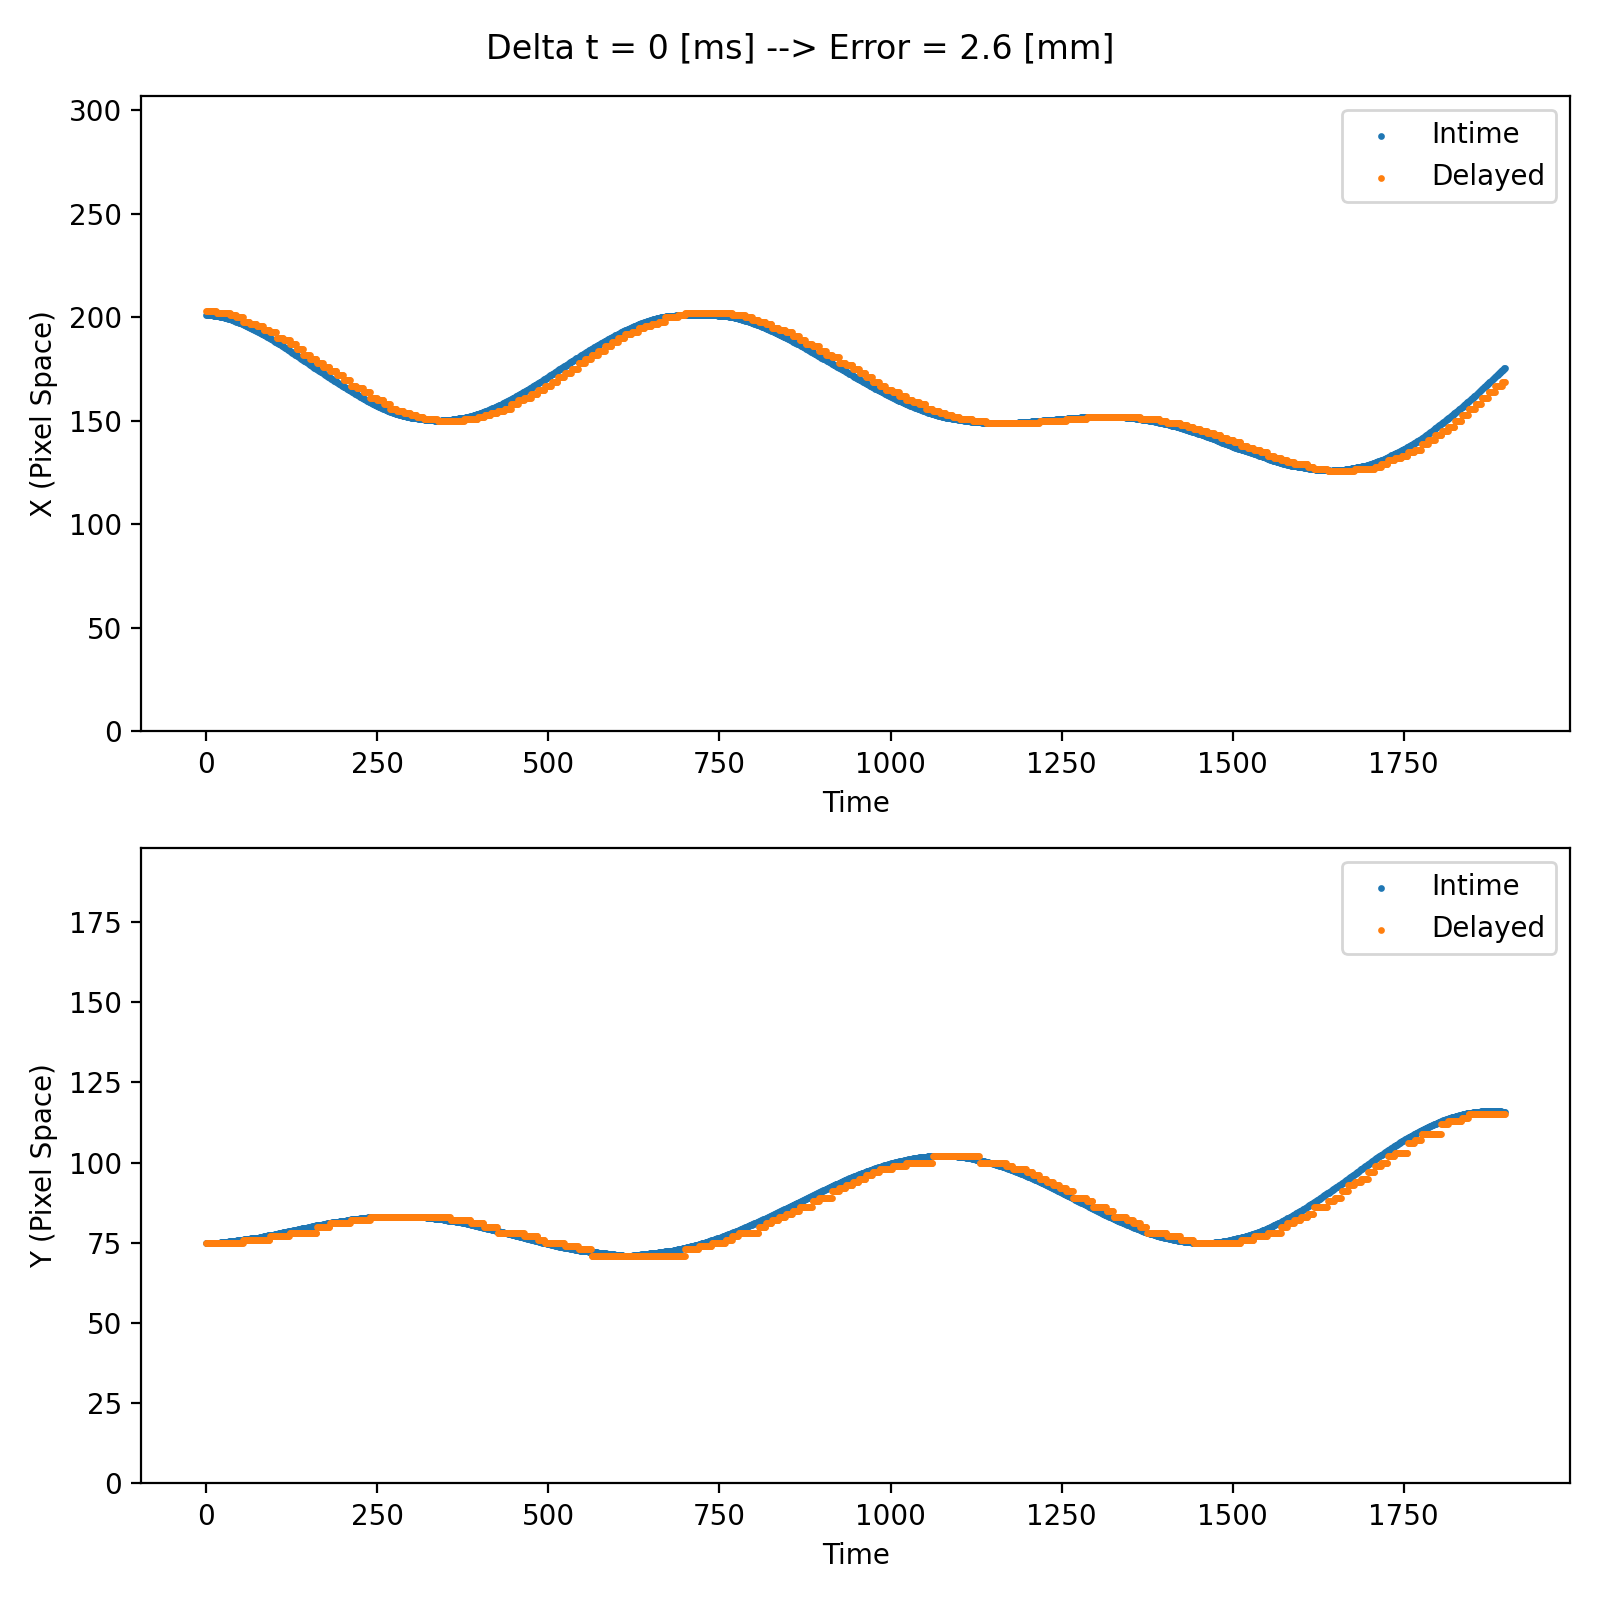 Delta t = 0 [ms] --> Error = 2.6 [mm]
300
250
200
150
100
50
0
X (Pixel Space)
Intime
Delayed
0 250 500 750 1000 1250 1500 1750
Time
175
150
125
100
75
50
25
0
Y (Pixel Space)
Intime
Delayed
0 250 500 750 1000 1250 1500 1750
Time